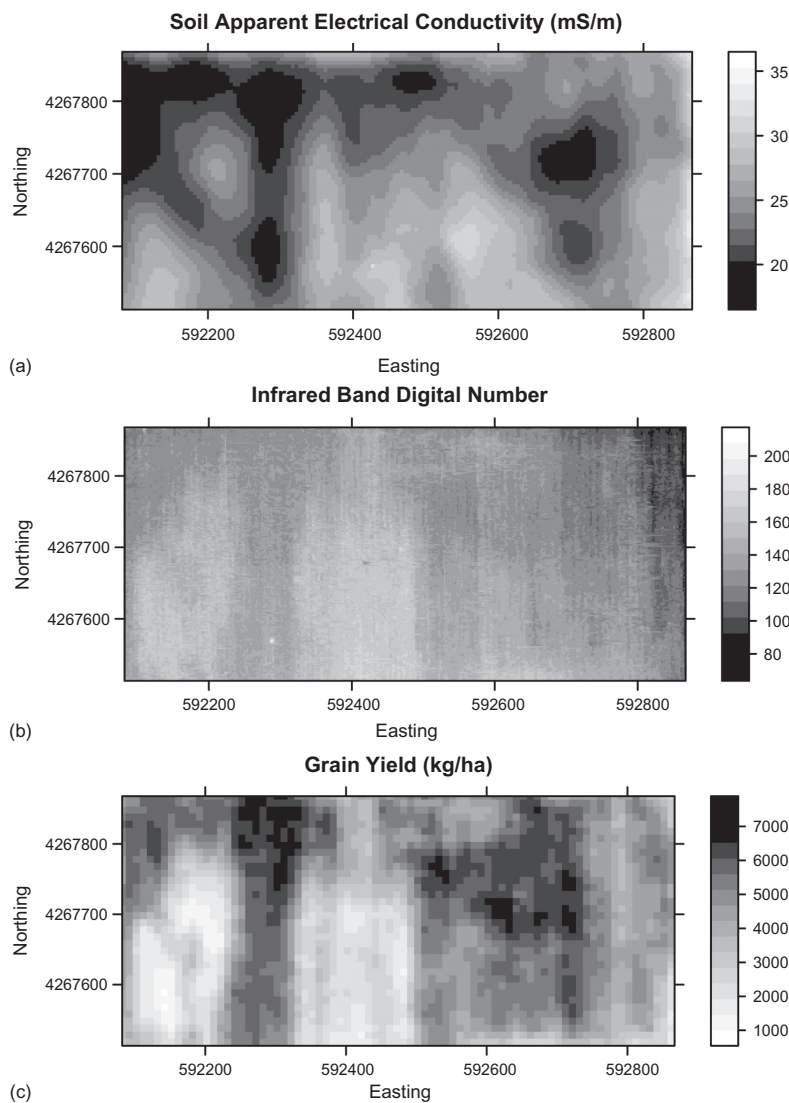 Soil Apparent Electrical Conductivity (mS/m)
4267800
4267700
4267600
Northing
592200 592400 592600 592800
Easting
35
30
25
20
(a)
Infrared Band Digital Number
4267800
4267700
4267600
Northing
592200 592400 592600 592800
Easting
200
180
160
140
120
100
80
(b)
Grain Yield (kg/ha)
4267800
4267700
4267600
Northing
592200 592400 592600 592800
Easting
7000
6000
5000
4000
3000
2000
1000
(c)